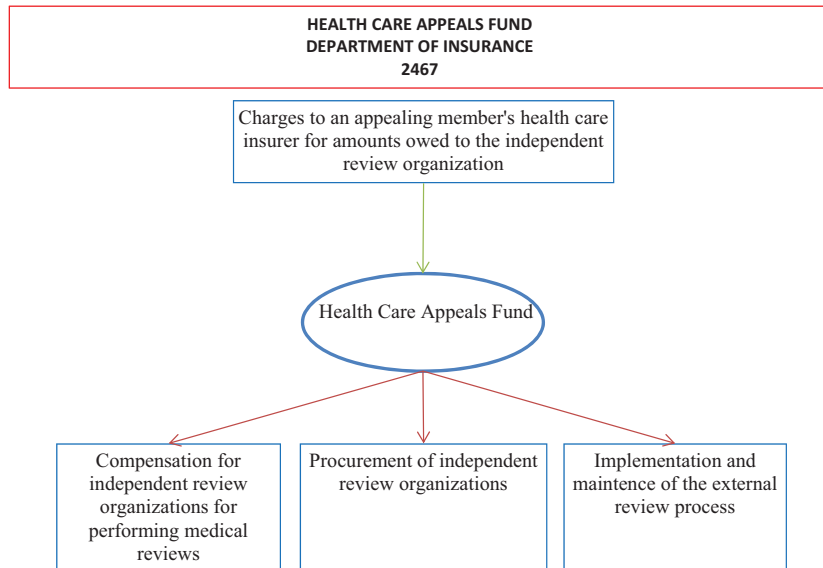 HEALTH CARE APPEALS FUND
DEPARTMENT OF INSURANCE
2467
Charges to an appealing member's health care
insurer for amounts owed to the independent
review organization
Health Care Appeals Fund
Compensation for
independent review
organizations for
performing medical
reviews
Procurement of independent
review organizations
Implementation and
maintence of the external
review process